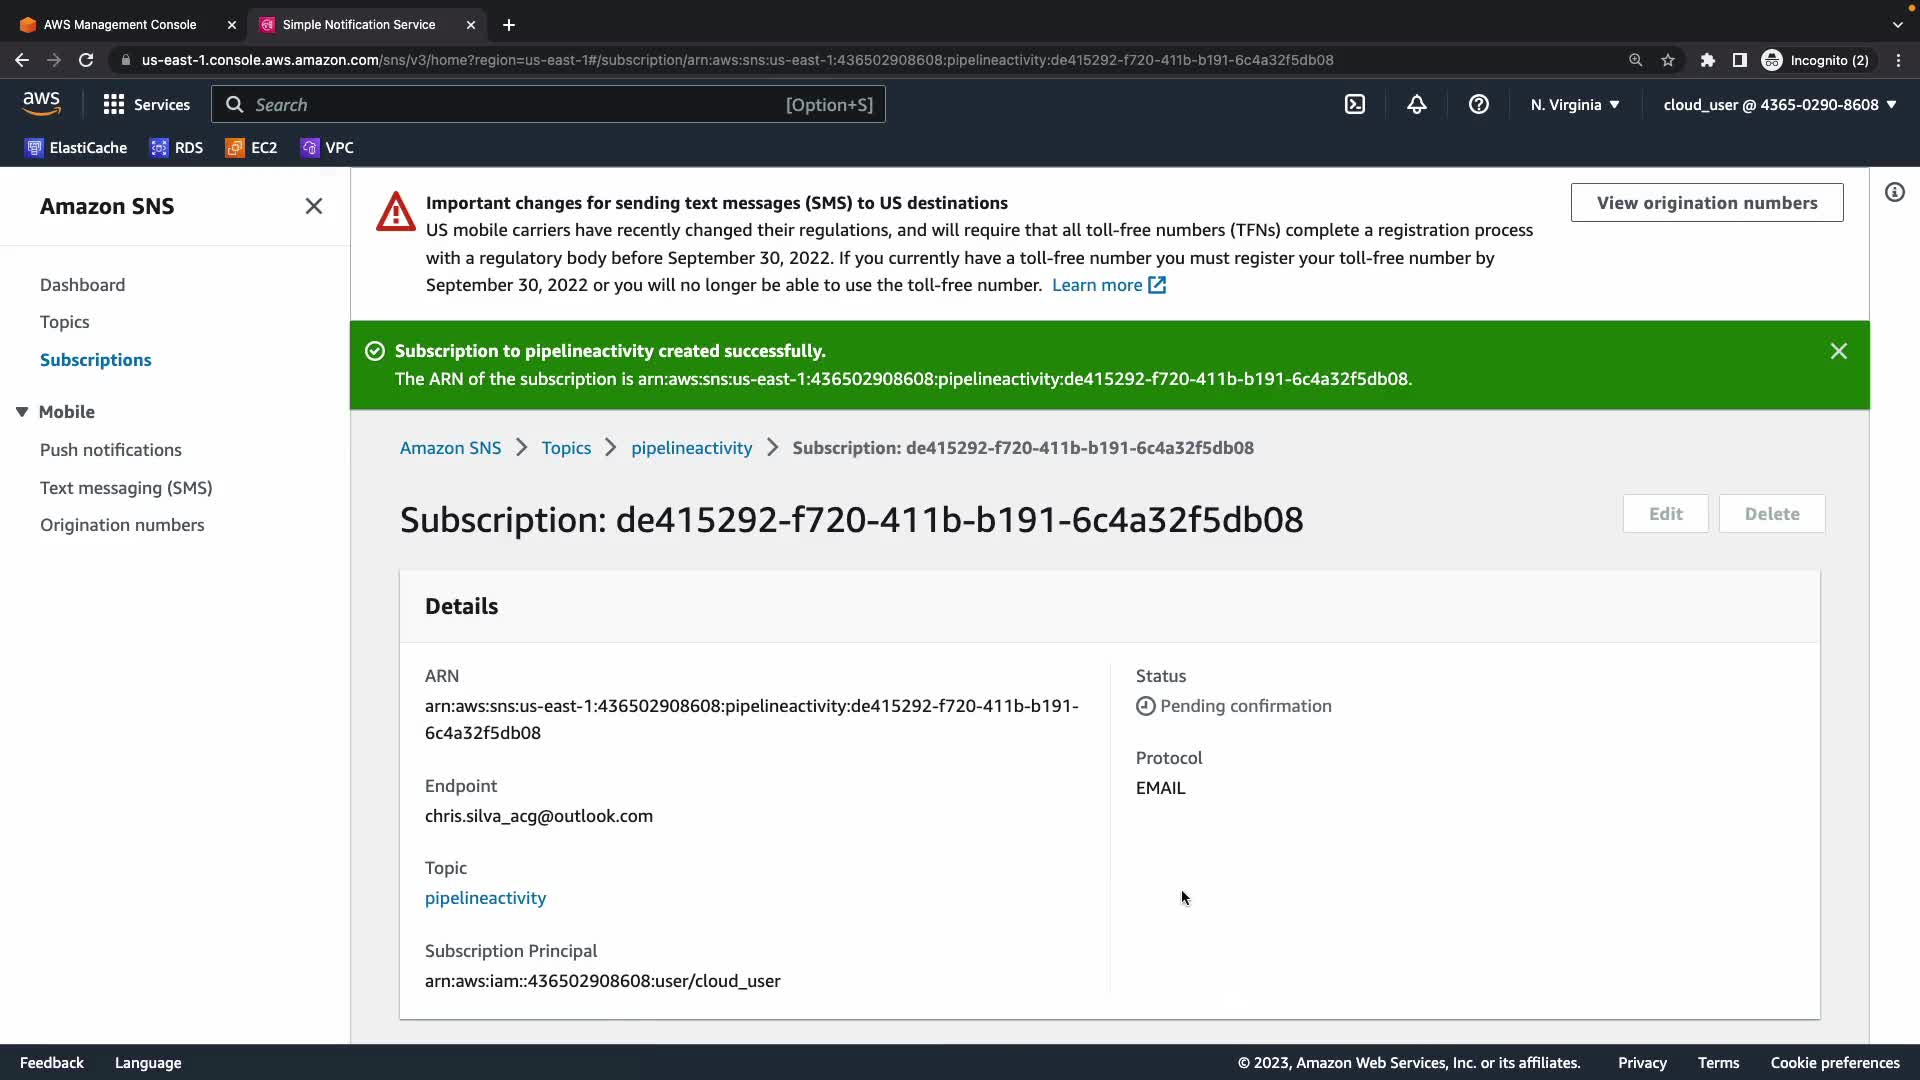 AWS Management Console
Simple Notification Service
us-east-1.console.aws.amazon.com/sns/v3/home?region=us-east-1#/subscription/arn:aws:sns:us-east-1:436502908608:pipelineactivity:de415292-f720-411b-b191-6c4a32f5db08
Incognito (2)
aws
Services
Search
[Option+S]
N. Virginia
cloud_user @ 4365-0290-8608
ElastiCache
RDS
EC2
VPC
Amazon SNS
Dashboard
Topics
Subscriptions
Mobile
Push notifications
Text messaging (SMS)
Origination numbers
Important changes for sending text messages (SMS) to US destinations
US mobile carriers have recently changed their regulations, and will require that all toll-free numbers (TFNs) complete a registration process
with a regulatory body before September 30, 2022. If you currently have a toll-free number you must register your toll-free number by
September 30, 2022 or you will no longer be able to use the toll-free number. Learn more
View origination numbers
Subscription to pipelineactivity created successfully.
The ARN of the subscription is arn:aws:sns:us-east-1:436502908608:pipelineactivity:de415292-f720-411b-b191-6c4a32f5db08.
Amazon SNS
Topics
pipelineactivity
Subscription: de415292-f720-411b-b191-6c4a32f5db08
Subscription: de415292-f720-411b-b191-6c4a32f5db08
Edit
Delete
Details
ARN
arn:aws:sns:us-east-1:436502908608:pipelineactivity:de415292-f720-411b-b191-
6c4a32f5db08
Endpoint
chris.silva_acg@outlook.com
Topic
pipelineactivity
Subscription Principal
arn:aws:iam::436502908608:user/cloud_user
Status
Pending confirmation
Protocol
EMAIL
Feedback
Language
© 2023, Amazon Web Services, Inc. or its affiliates.
Privacy
Terms
Cookie preferences